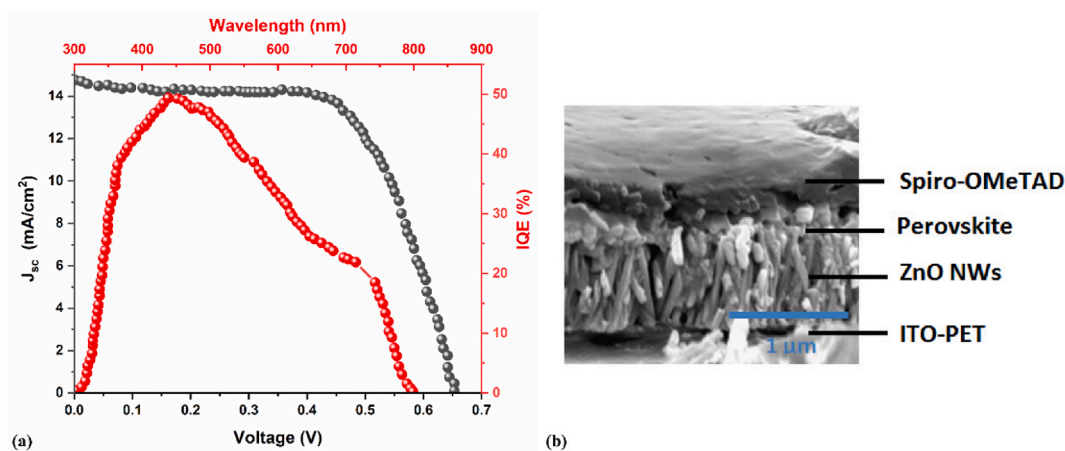 Wavelength (nm)
300 400 500 600 700 800 900
14
12
10
8
6
4
2
0
J_sc (mA/cm²)
50
40
30
20
10
0
IQE (%)
0.0 0.1 0.2 0.3 0.4 0.5 0.6 0.7
Voltage (V)
(a)
Spiro-OMeTAD
Perovskite
ZnO NWs
ITO-PET
1 µm
(b)